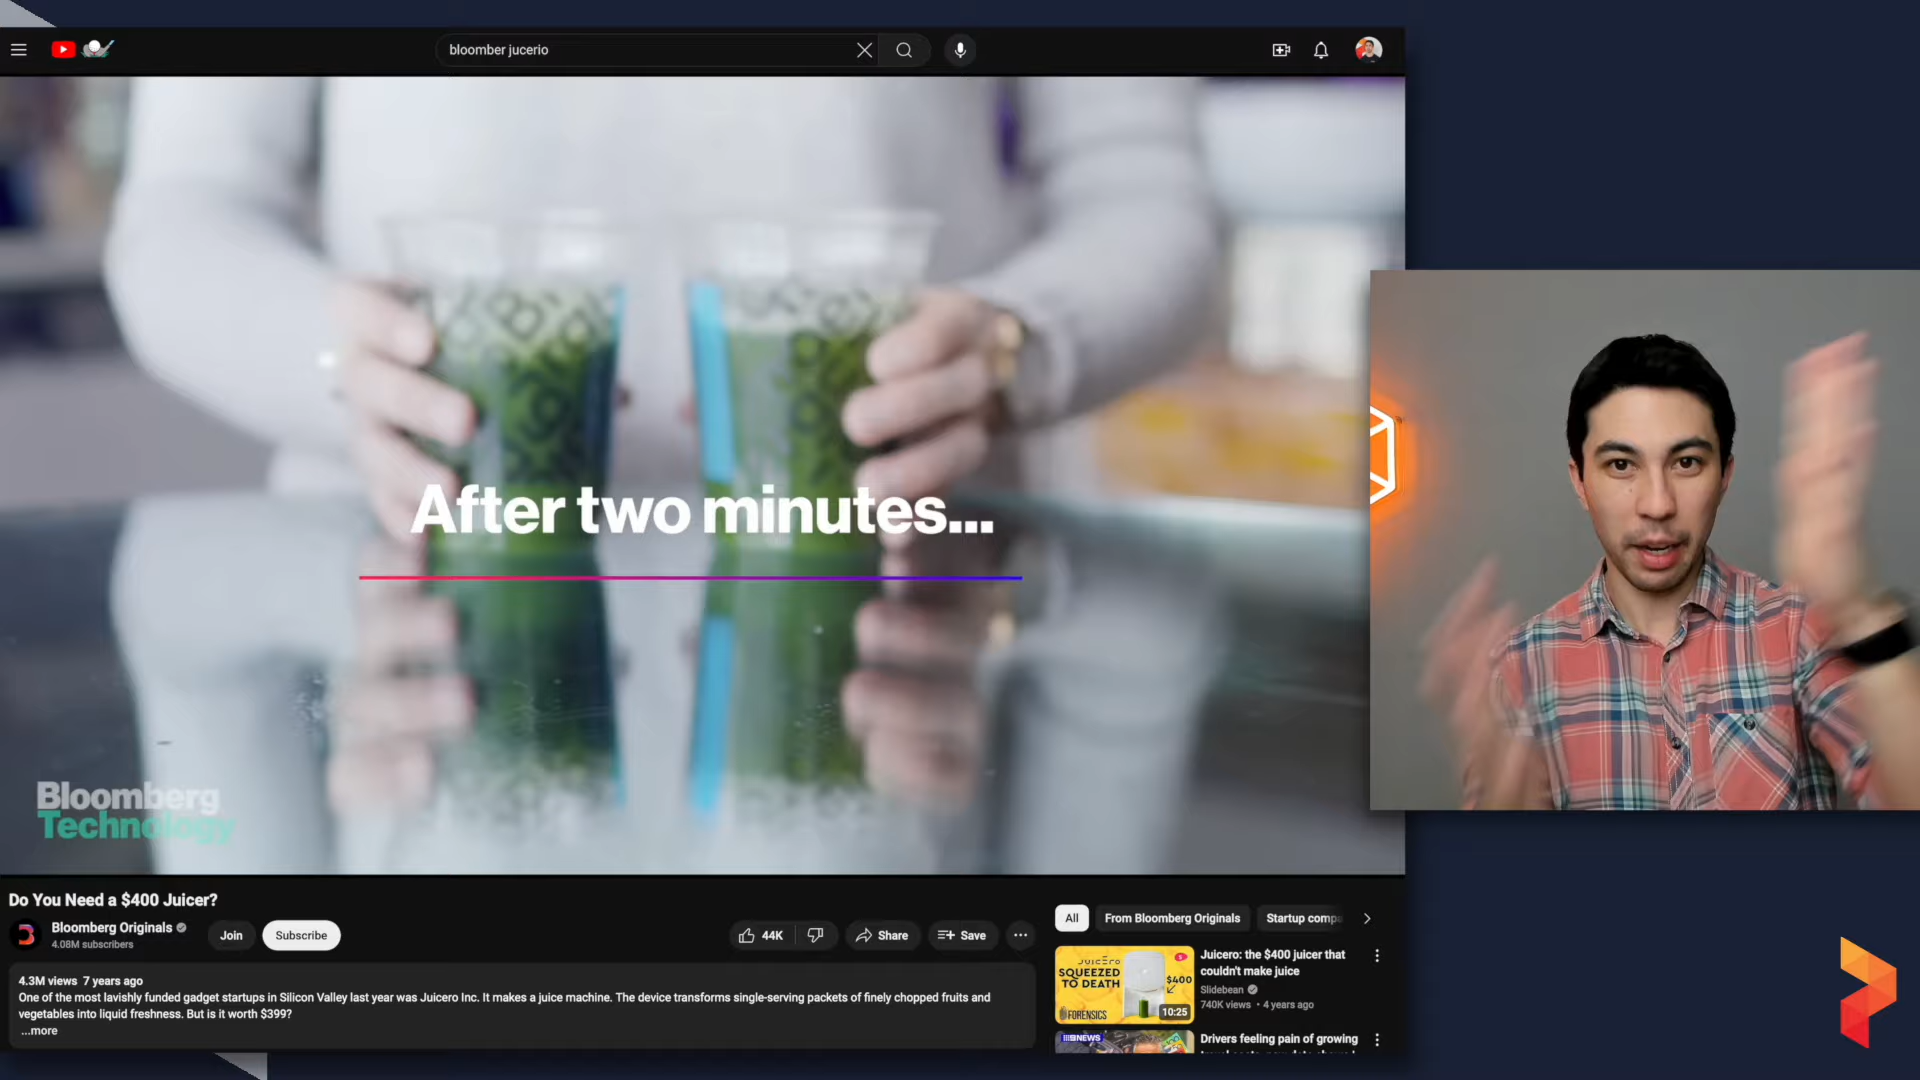 bloomber jucerio
After two minutes...
Bloomberg
Technology
Do You Need a $400 Juicer?
Bloomberg Originals
4.08M subscribers
Join
Subscribe
44K
Share
Save
4.3M views 7 years ago
One of the most lavishly funded gadget startups in Silicon Valley last year was Juicero Inc. It makes a juice machine. The device transforms single-serving packets of finely chopped fruits and
vegetables into liquid freshness. But is it worth $399?
...more
All
From Bloomberg Originals
Startup compa
JUICERO
SQUEEZED
TO DEATH
$400
FORENSICS
10:25
Juicero: the $400 juicer that
couldn't make juice
Slidebean
740K views • 4 years ago
9NEWS
Drivers feeling pain of growing